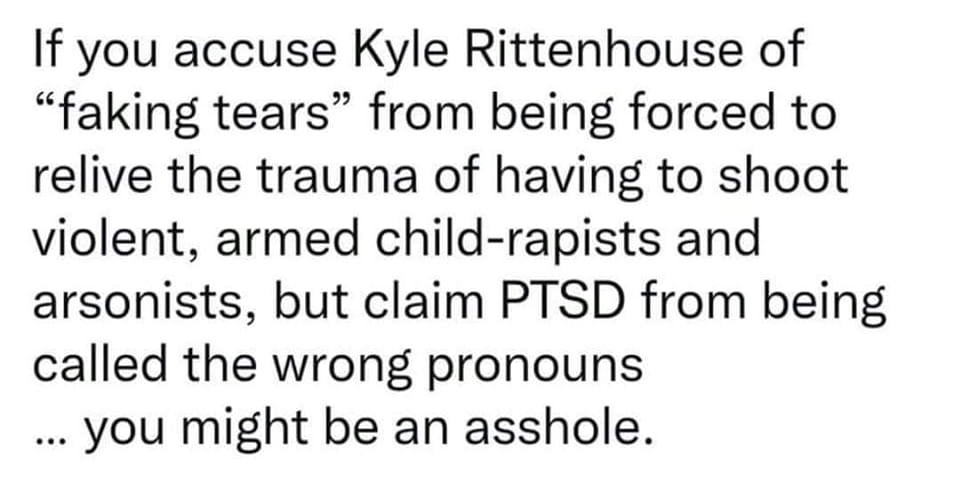 If you accuse Kyle Rittenhouse of
“faking tears” from being forced to
relive the trauma of having to shoot
violent, armed child-rapists and
arsonists, but claim PTSD from being
called the wrong pronouns
... you might be an asshole.